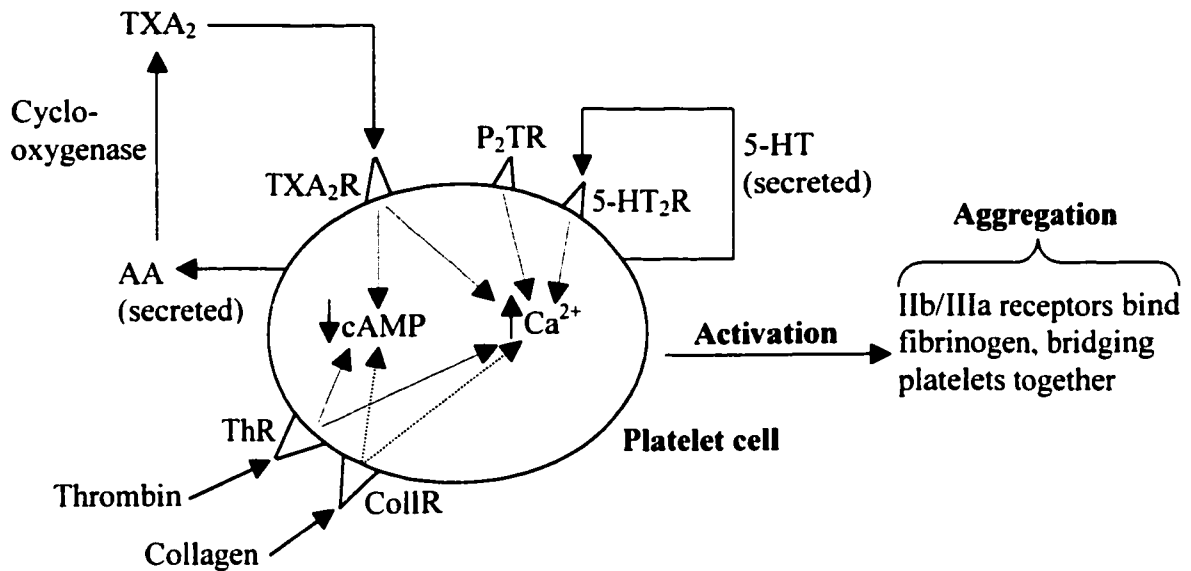 TXA₂
Cyclo-
oxygenase
AA
(secreted)
TXA₂R
P₂TR
5-HT₂R
5-HT
(secreted)
↓cAMP
↑Ca²⁺
Aggregation
IIb/IIIa receptors bind
fibrinogen, bridging
platelets together
Activation
Platelet cell
ThR
Thrombin
CollR
Collagen